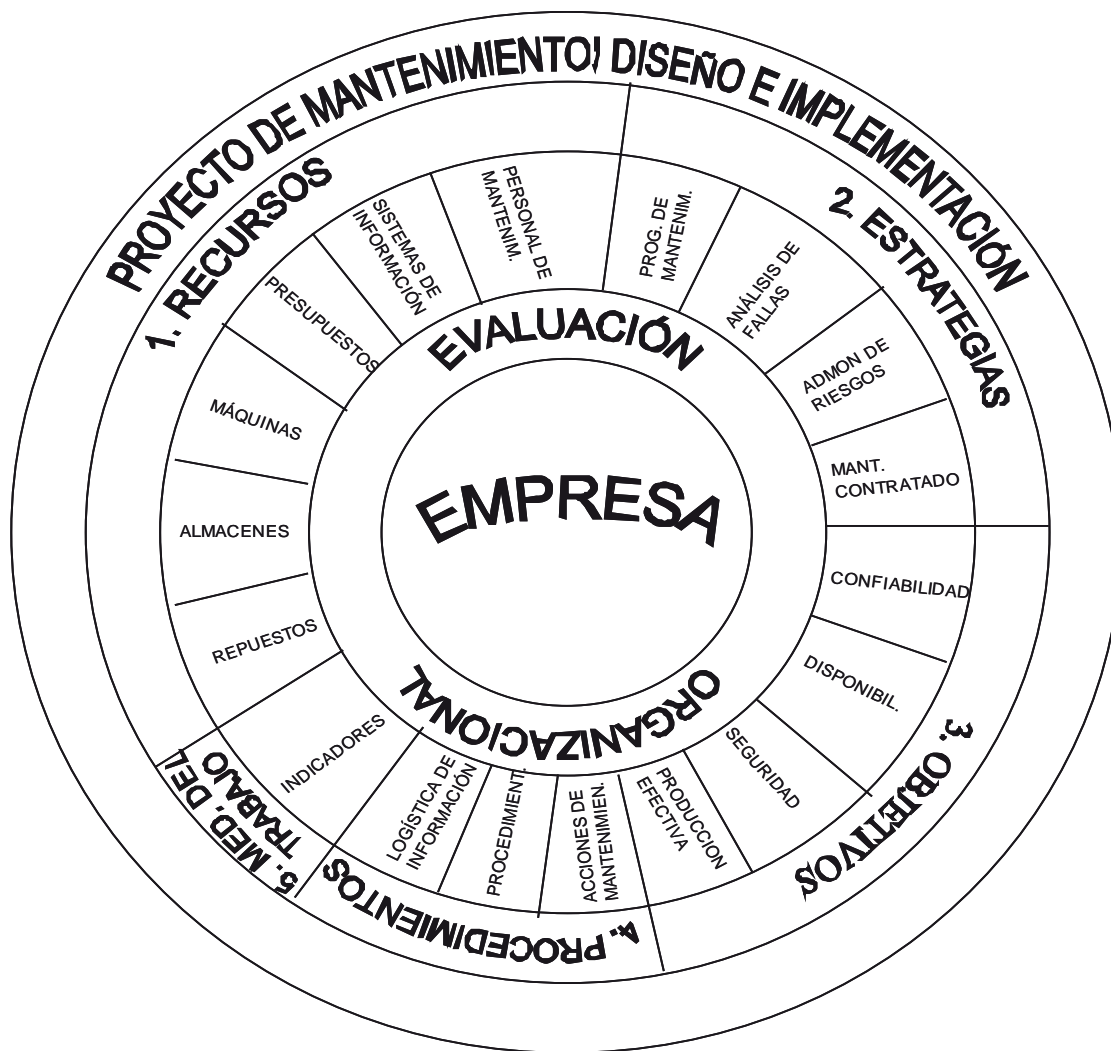 PROYECTO DE MANTENIMIENTO! DISEÑO E IMPLEMENTACIÓN
1. RECURSOS
PERSONAL DE
MANTENIM.
SISTEMAS DE
INFORMACIÓN
PRESUPUESTOS
MÁQUINAS
ALMACENES
REPUESTOS
2. ESTRATEGIAS
PROG. DE
MANTENIM.
ANÁLISIS DE
FALLAS
ADMON DE
RIESGOS
MANT.
CONTRATADO
3. OBJETIVOS
CONFIABILIDAD
DISPONIBIL.
SEGURIDAD
PRODUCCION
EFECTIVA
4. PROCEDIMIENTOS
ACCIONES DE
MANTENIMIEN.
PROCEDIMIENT.
LOGÍSTICA DE
INFORMACIÓN
5. MED. DEL
TRABAJO
INDICADORES
EVALUACIÓN
ORGANIZACIONAL
EMPRESA